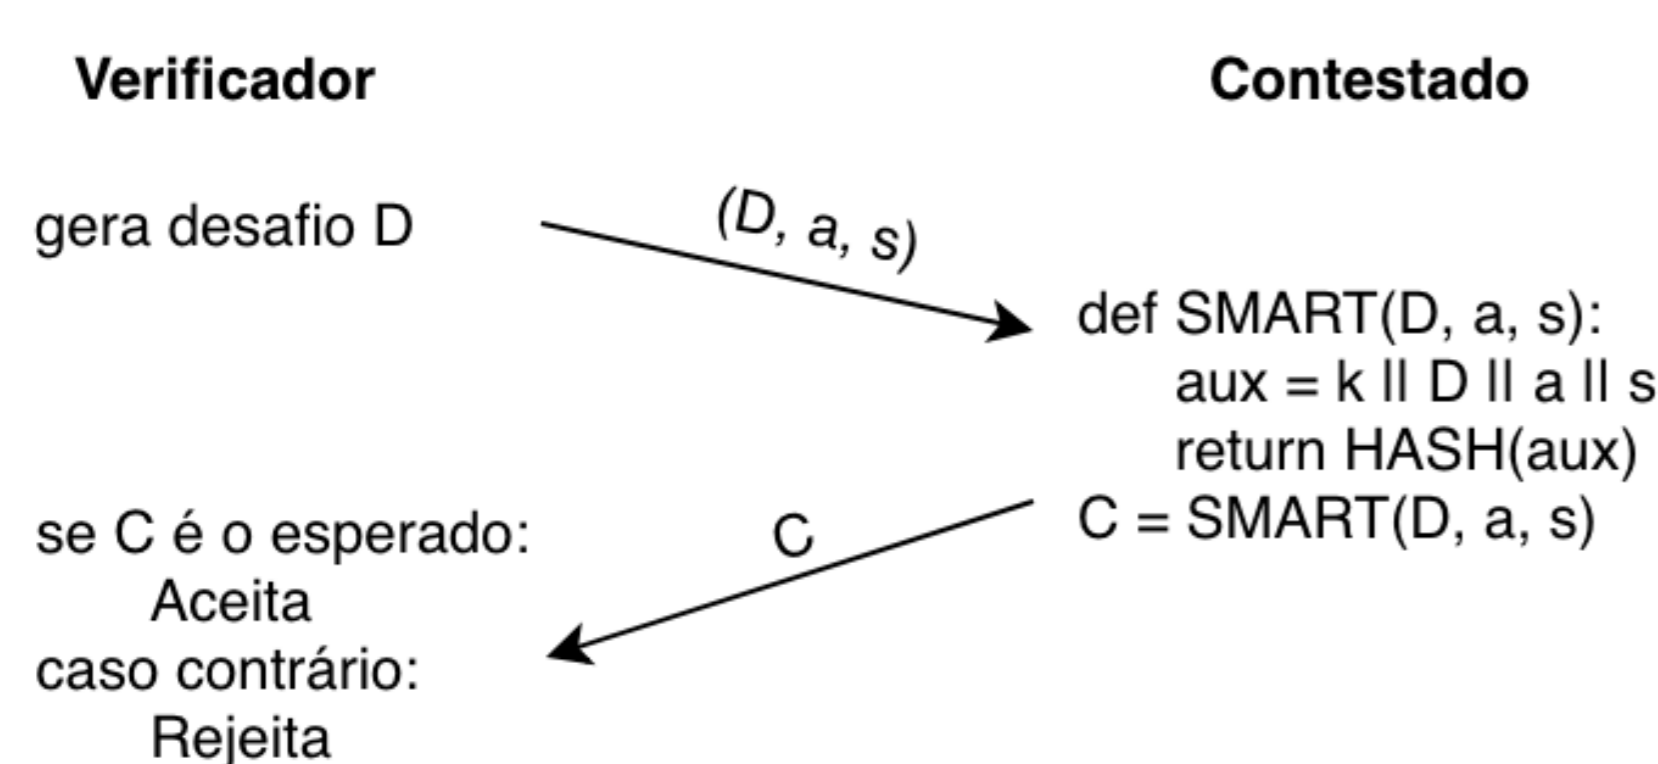 Verificador
Contestado
gera desafio D
(D, a, s)
def SMART(D, a, s):
aux = k || D || a || s
return HASH(aux)
C = SMART(D, a, s)
C
se C é o esperado:
Aceita
caso contrário:
Rejeita